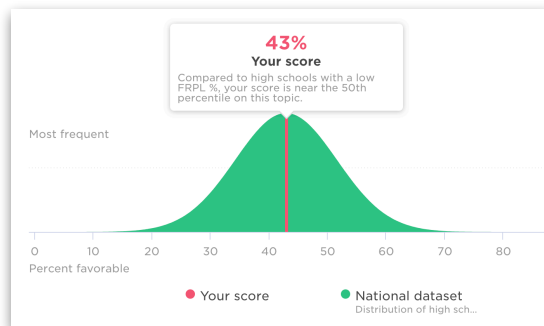 43%
Your score
Compared to high schools with a low
FRPL %, your score is near the 50th
percentile on this topic.
Most frequent
0 10 20 30 40 50 60 70 80
Percent favorable
Your score
National dataset
Distribution of high sch...